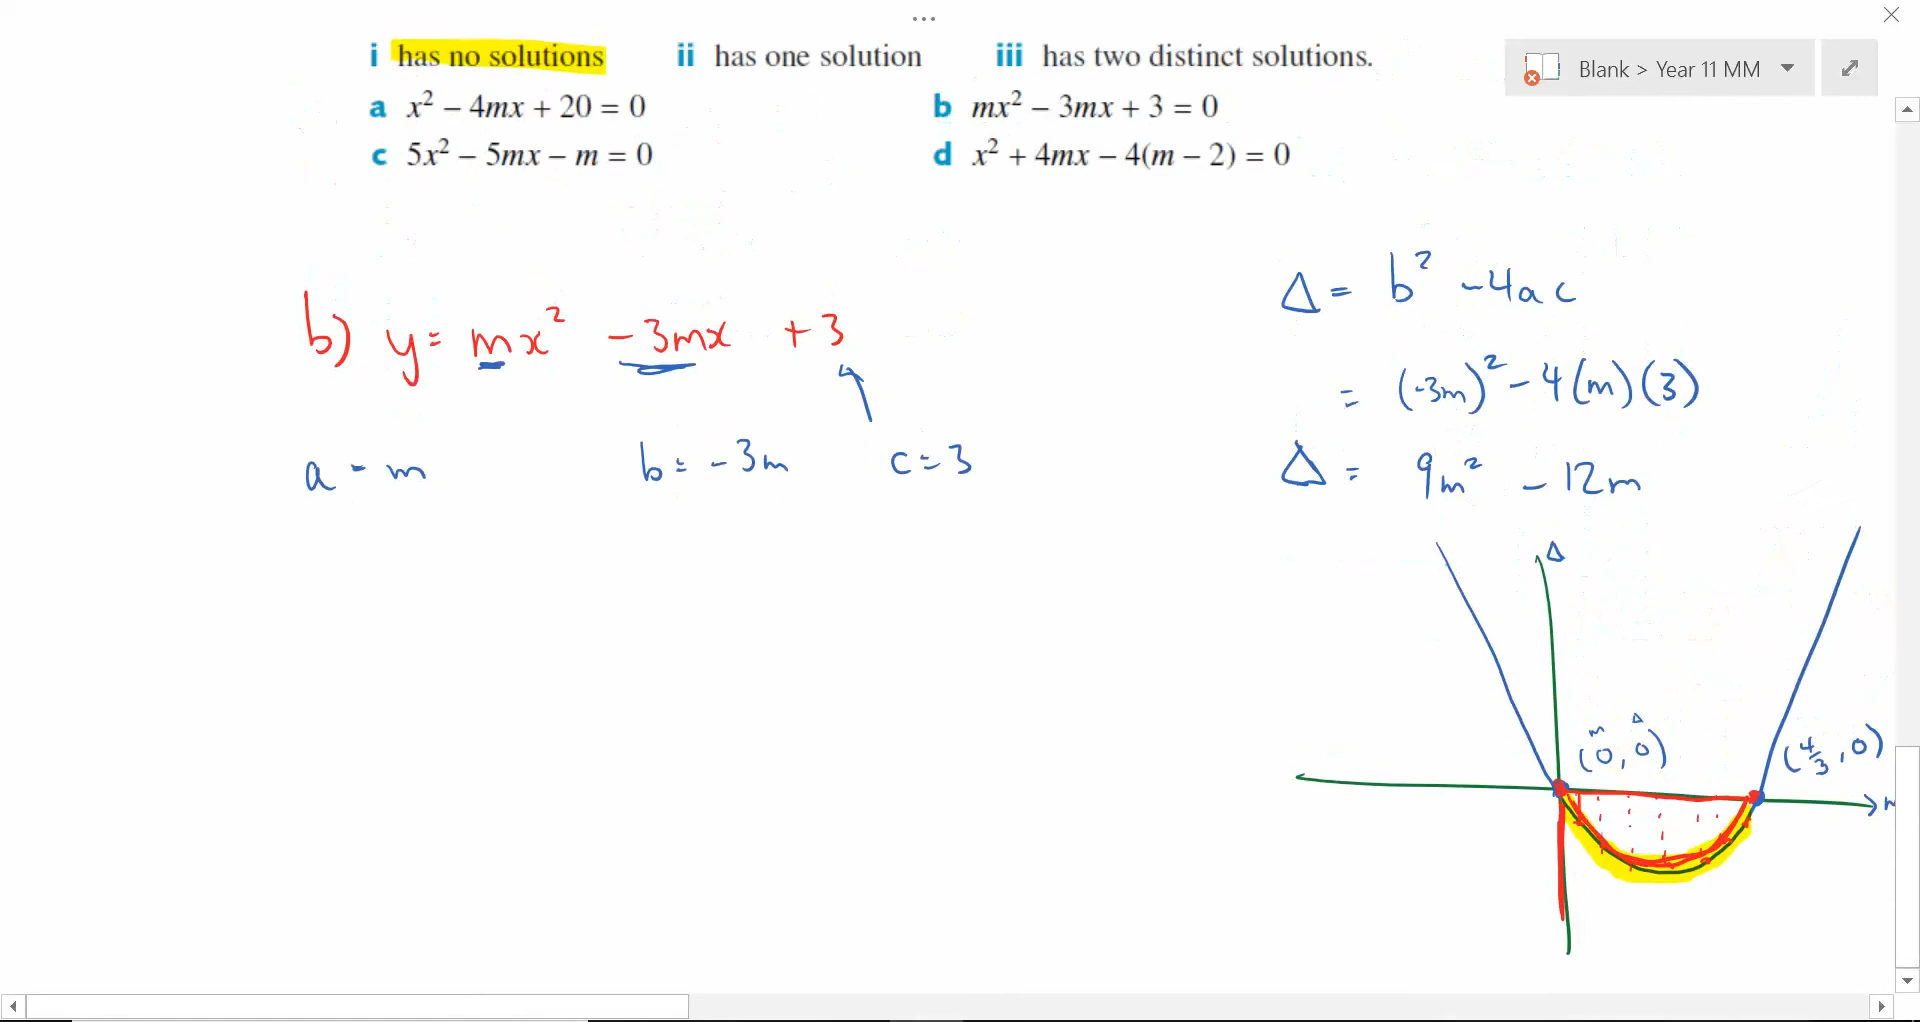 i has no solutions ii has one solution iii has two distinct solutions.
Blank > Year 11 MM
a x² − 4mx + 20 = 0 b mx² − 3mx + 3 = 0
c 5x² − 5mx − m = 0 d x² + 4mx − 4(m − 2) = 0
Δ = b² − 4ac
b) y = mx² − 3mx + 3
= (-3m)² − 4(m)(3)
a = m b = -3m c = 3
Δ = 9m² − 12m
Δ
m Δ
(0, 0) (4/3, 0)